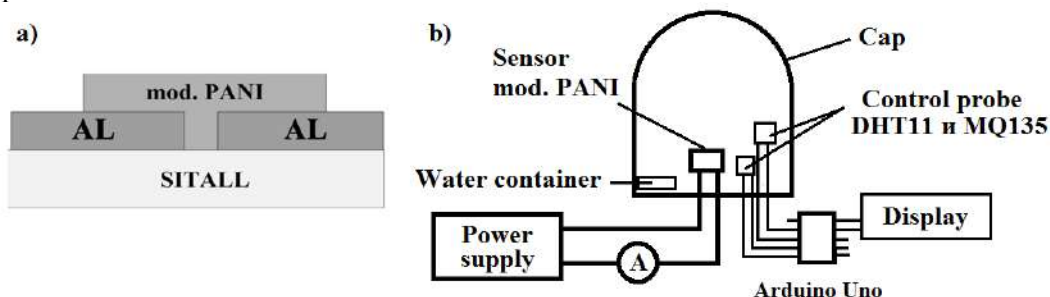 a)
mod. PANI
AL AL
SITALL
b)
Cap
Sensor
mod. PANI
Control probe
DHT11 и MQ135
Water container
Power
supply
A
Display
Arduino Uno